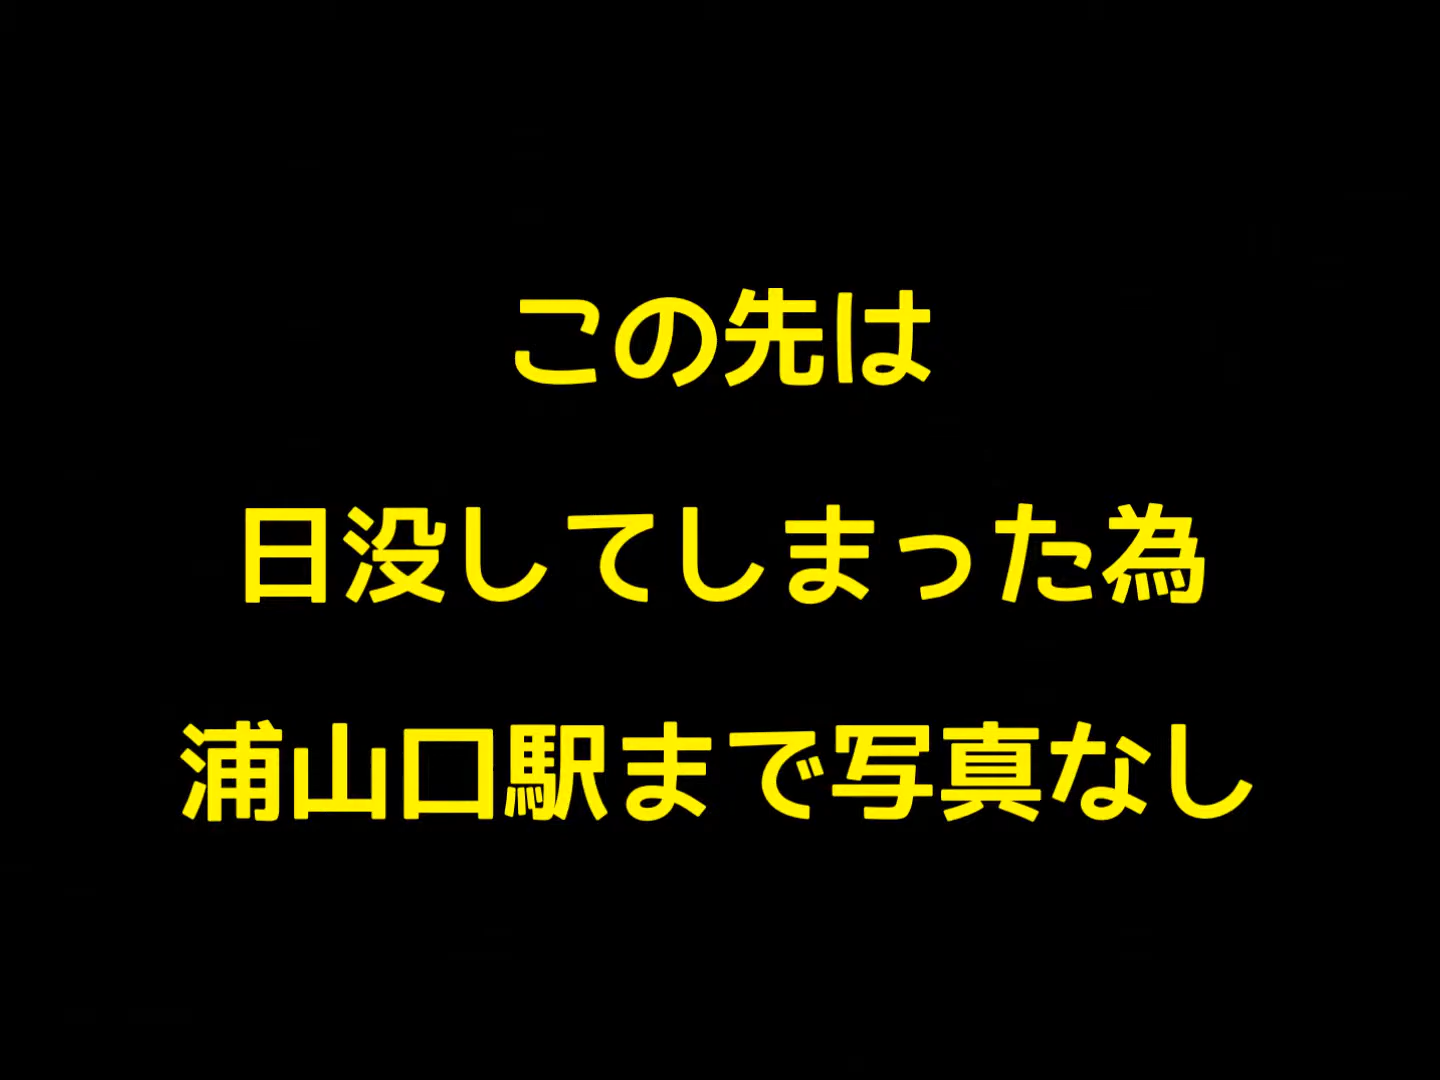 この先は
日没してしまった為
浦山口駅まで写真なし